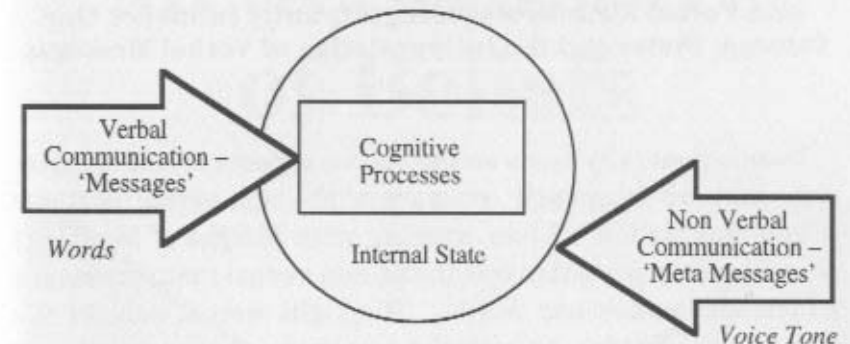 Verbal
Communication –
‘Messages’
Words
Cognitive
Processes
Internal State
Non Verbal
Communication –
‘Meta Messages’
Voice Tone